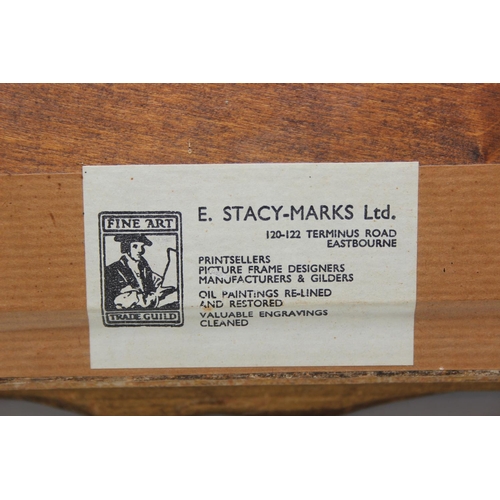 FINE ART
TRADE GUILD
E. STACY-MARKS Ltd.
120-122 TERMINUS ROAD
EASTBOURNE
PRINTSELLERS
PICTURE FRAME DESIGNERS
MANUFACTURERS & GILDERS
OIL PAINTINGS RE-LINED
AND RESTORED
VALUABLE ENGRAVINGS
CLEANED